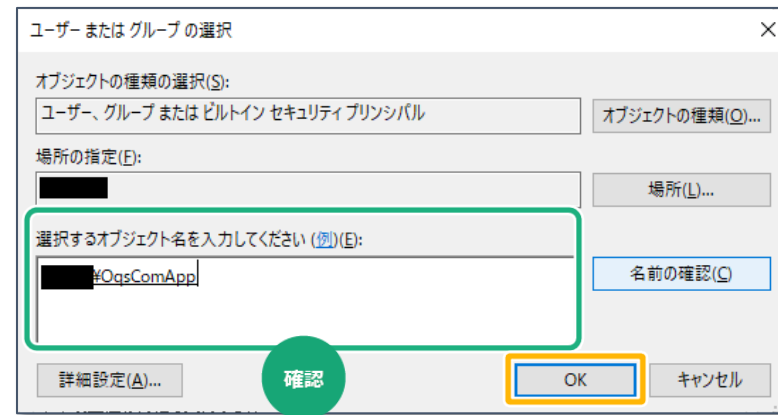 ユーザー または グループ の選択
オブジェクトの種類の選択(S):
ユーザー、グループ または ビルトイン セキュリティ プリンシパル
オブジェクトの種類(O)...
場所の指定(F):
場所(L)...
選択するオブジェクト名を入力してください (例)(E):
¥OqsComApp
名前の確認(C)
詳細設定(A)...
確認
OK
キャンセル